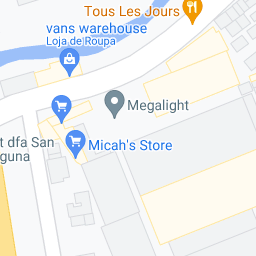 Tous Les Jours
vans warehouse
Loja de Roupa
Megalight
t dfa San
guna
Micah's Store